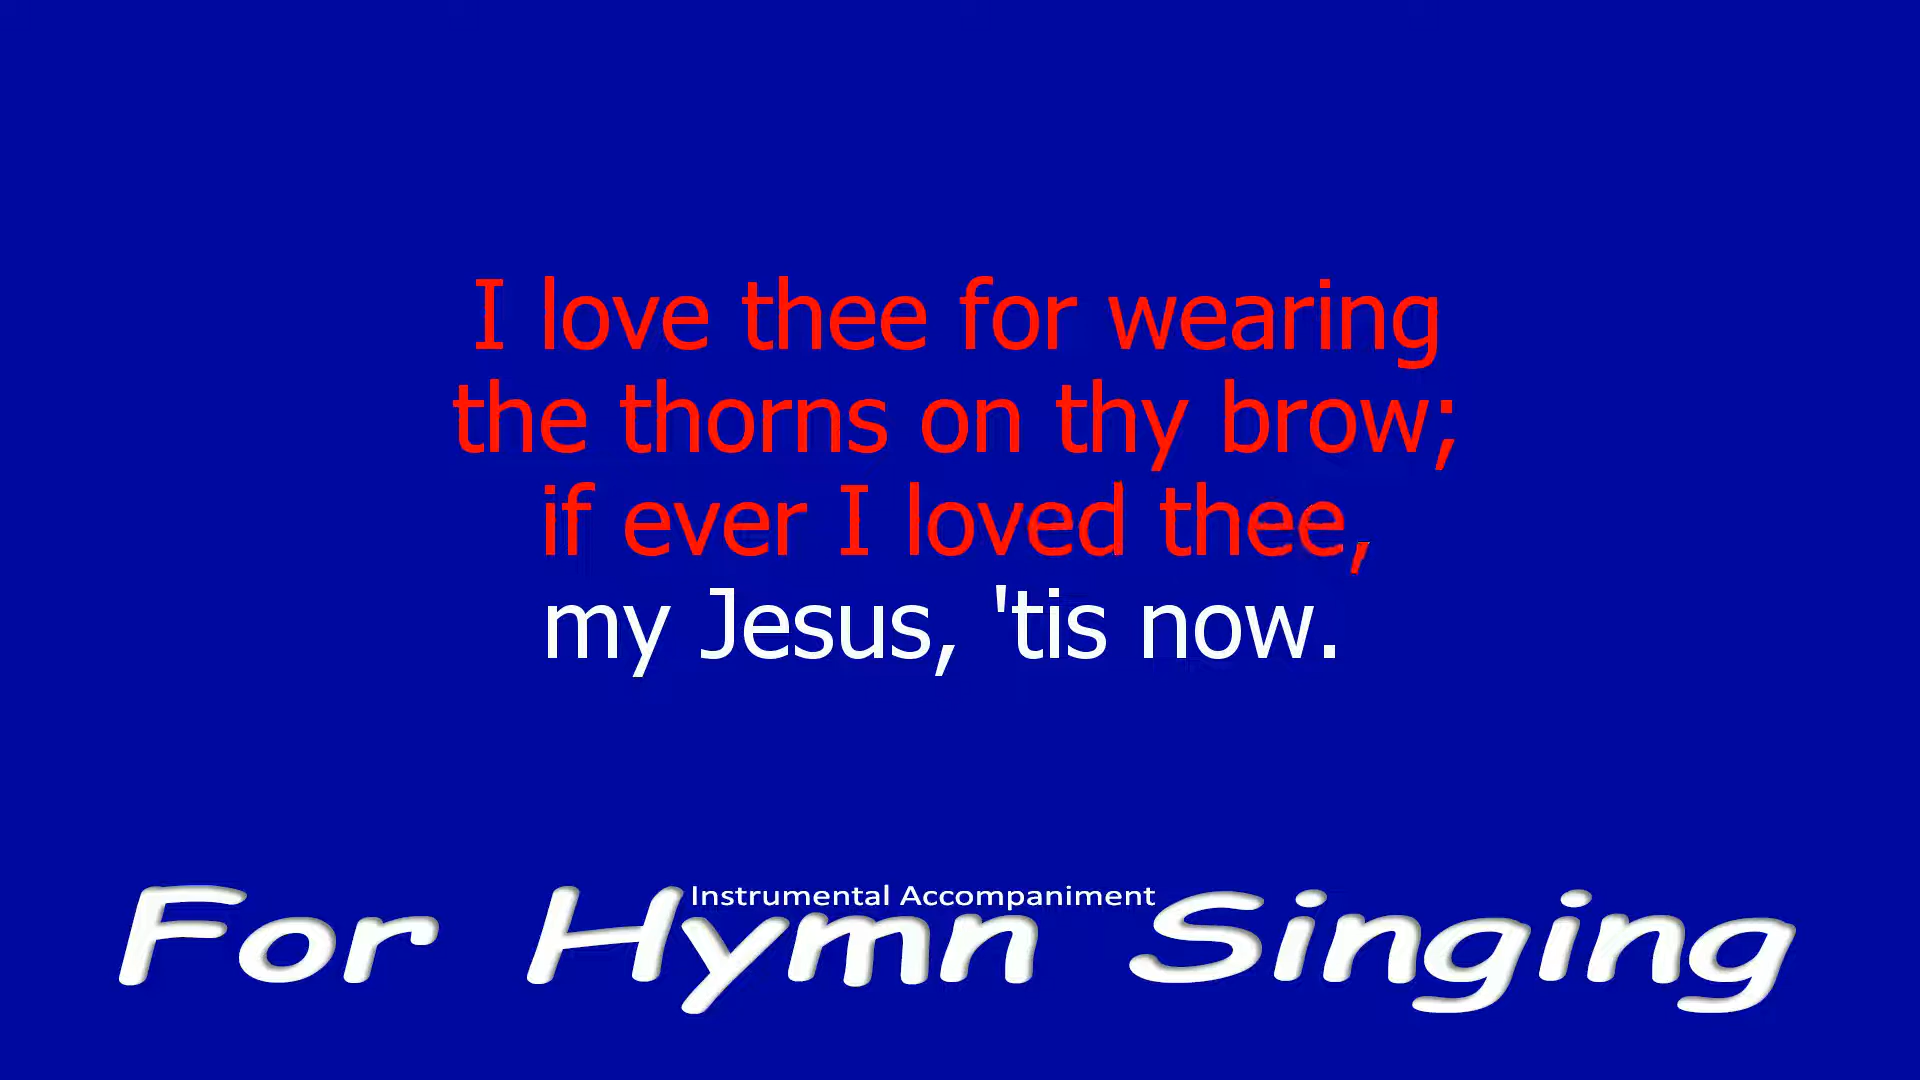 I love thee for wearing
the thorns on thy brow;
if ever I loved thee,
my Jesus, 'tis now.
Instrumental Accompaniment
For Hymn Singing